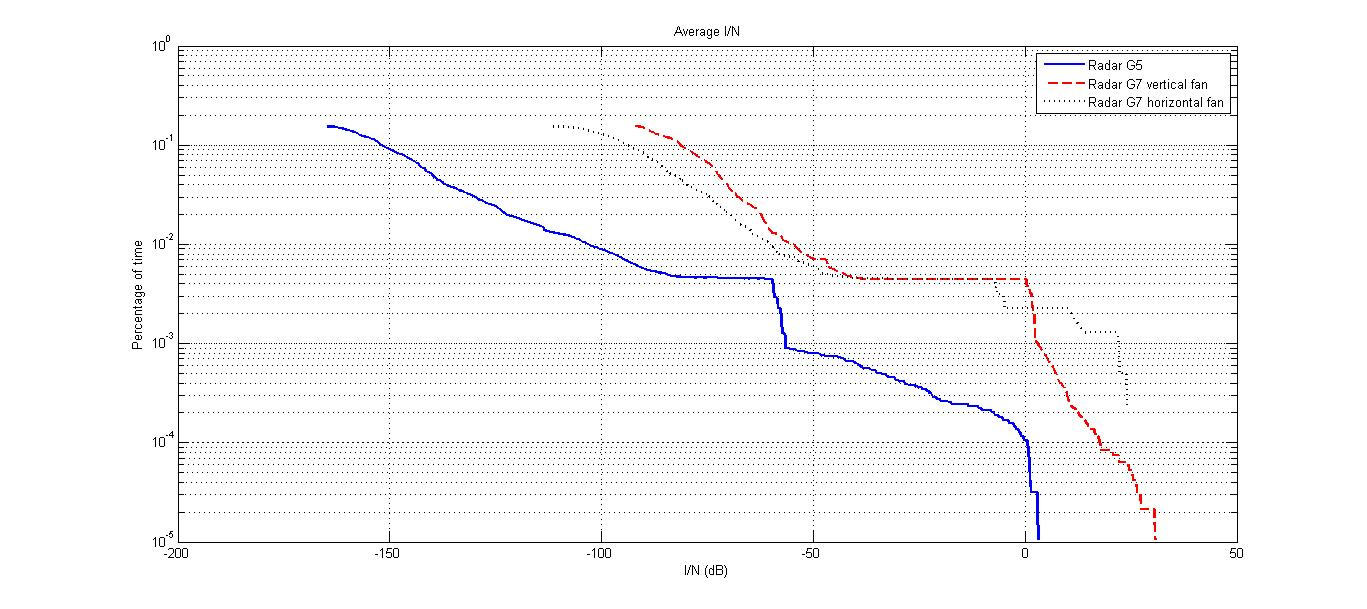 Average I/N
10^0
10^-1
10^-2
10^-3
10^-4
10^-5
Percentage of time
-200 -150 -100 -50 0 50
I/N (dB)
Radar G5
Radar G7 vertical fan
Radar G7 horizontal fan